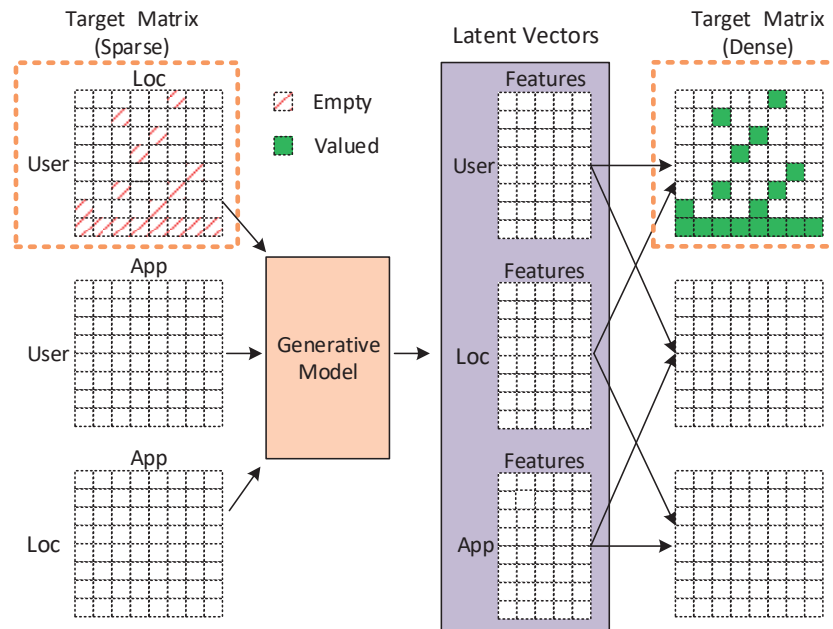 Target Matrix
(Sparse)
Loc
User
Empty
Valued
App
User
App
Loc
Generative
Model
Latent Vectors
Features
User
Features
Loc
Features
App
Target Matrix
(Dense)